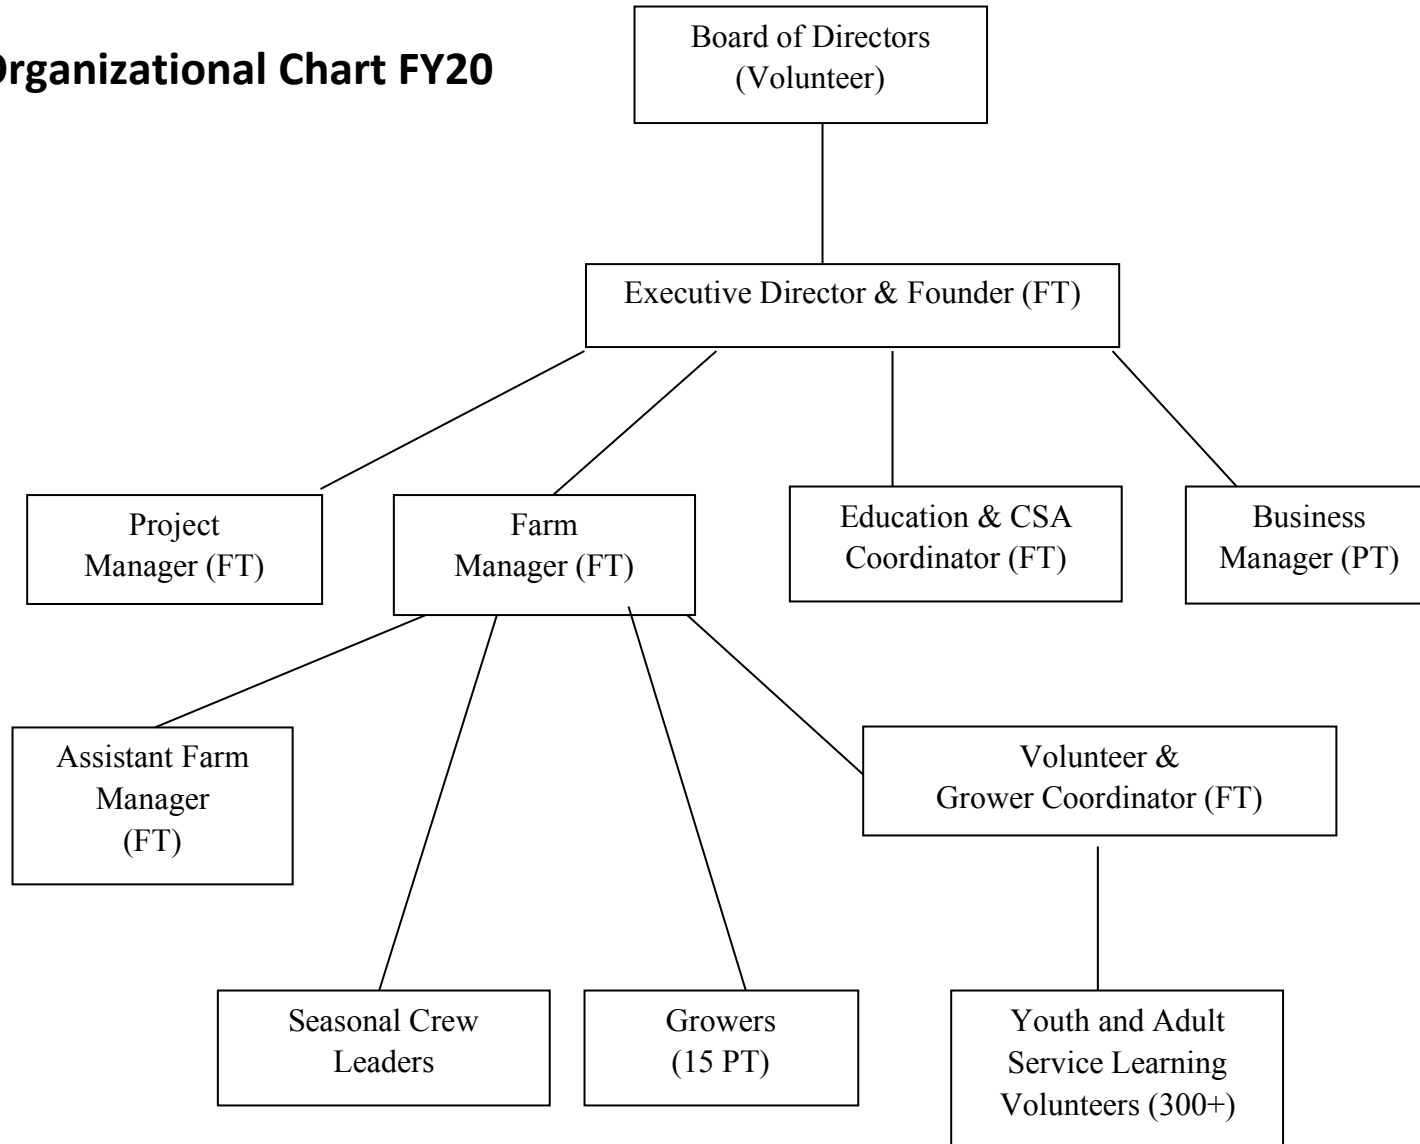 Organizational Chart FY20
Board of Directors
(Volunteer)
Executive Director & Founder (FT)
Project
Manager (FT)
Farm
Manager (FT)
Education & CSA
Coordinator (FT)
Business
Manager (PT)
Assistant Farm
Manager
(FT)
Volunteer &
Grower Coordinator (FT)
Seasonal Crew
Leaders
Growers
(15 PT)
Youth and Adult
Service Learning
Volunteers (300+)